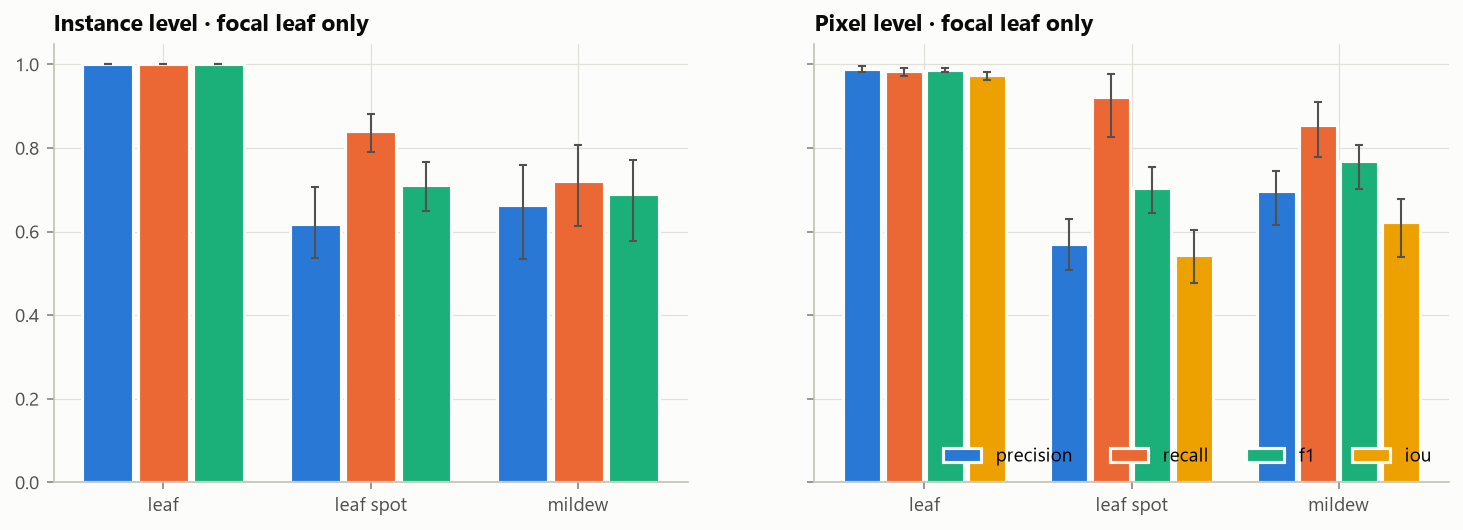 Instance level · focal leaf only
Pixel level · focal leaf only
1.0
0.8
0.6
0.4
0.2
0.0
precision recall f1 iou
leaf leaf spot mildew
leaf leaf spot mildew